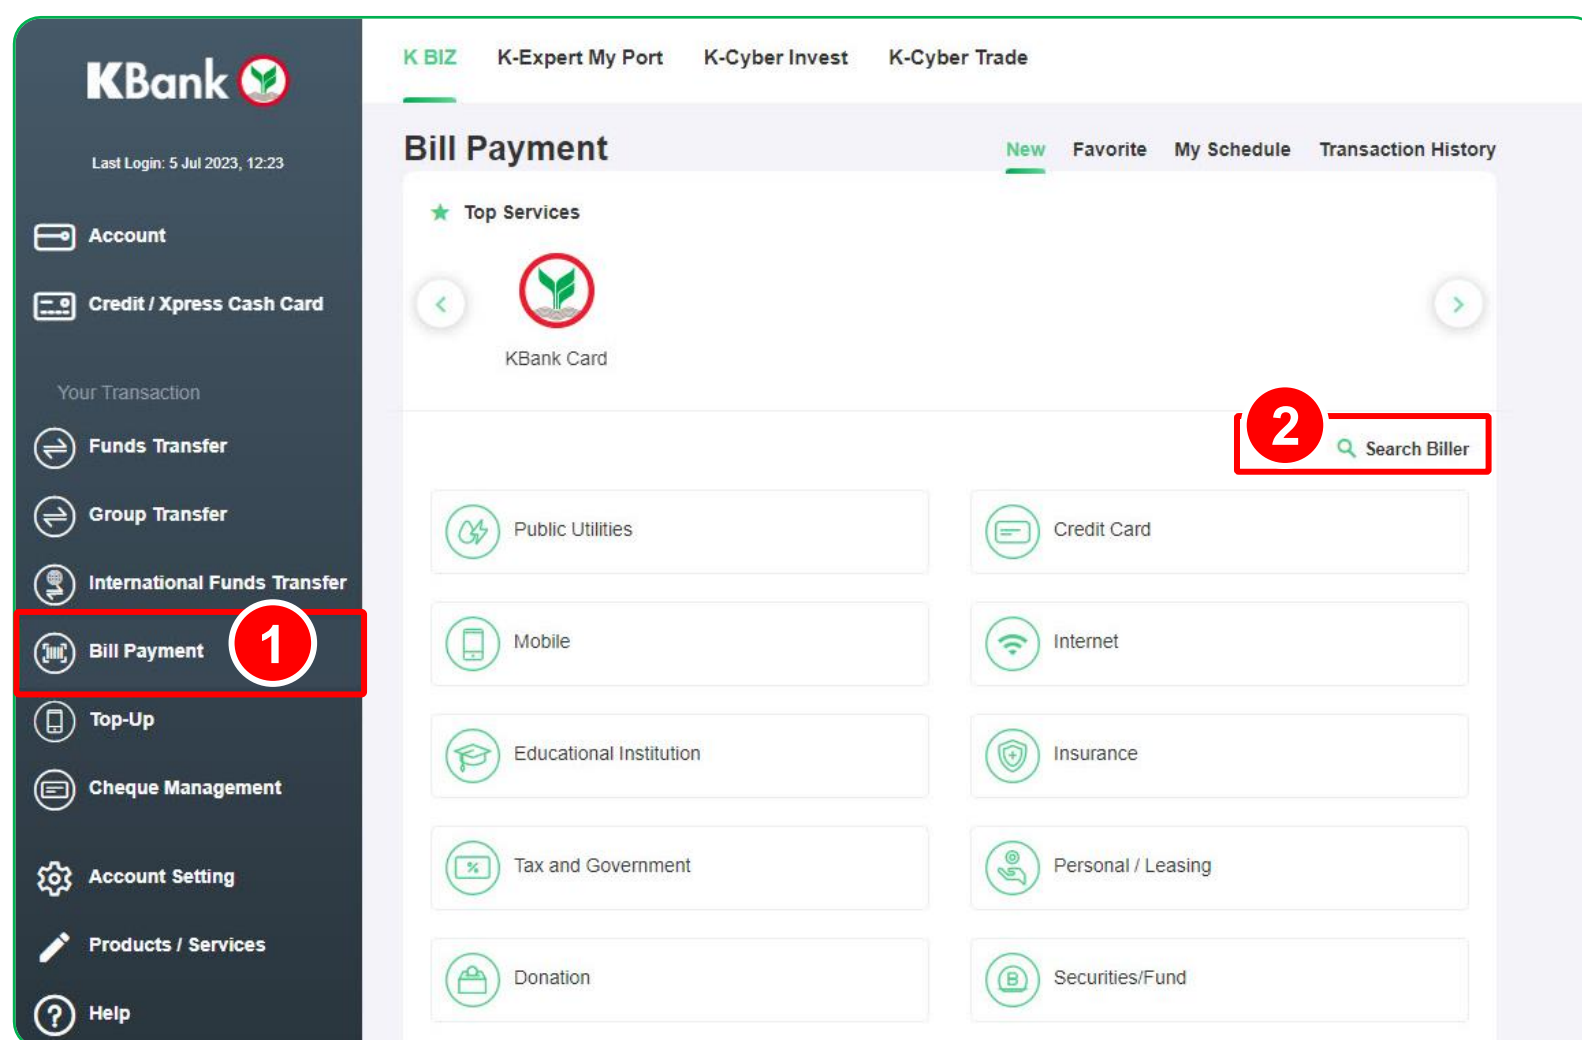 KBank
Last Login: 5 Jul 2023, 12:23
Account
Credit / Xpress Cash Card
Your Transaction
Funds Transfer
Group Transfer
International Funds Transfer
Bill Payment
1
Top-Up
Cheque Management
Account Setting
Products / Services
Help
K BIZ K-Expert My Port K-Cyber Invest K-Cyber Trade
Bill Payment
New Favorite My Schedule Transaction History
Top Services
KBank Card
2
Search Biller
Public Utilities
Credit Card
Mobile
Internet
Educational Institution
Insurance
Tax and Government
Personal / Leasing
Donation
Securities/Fund